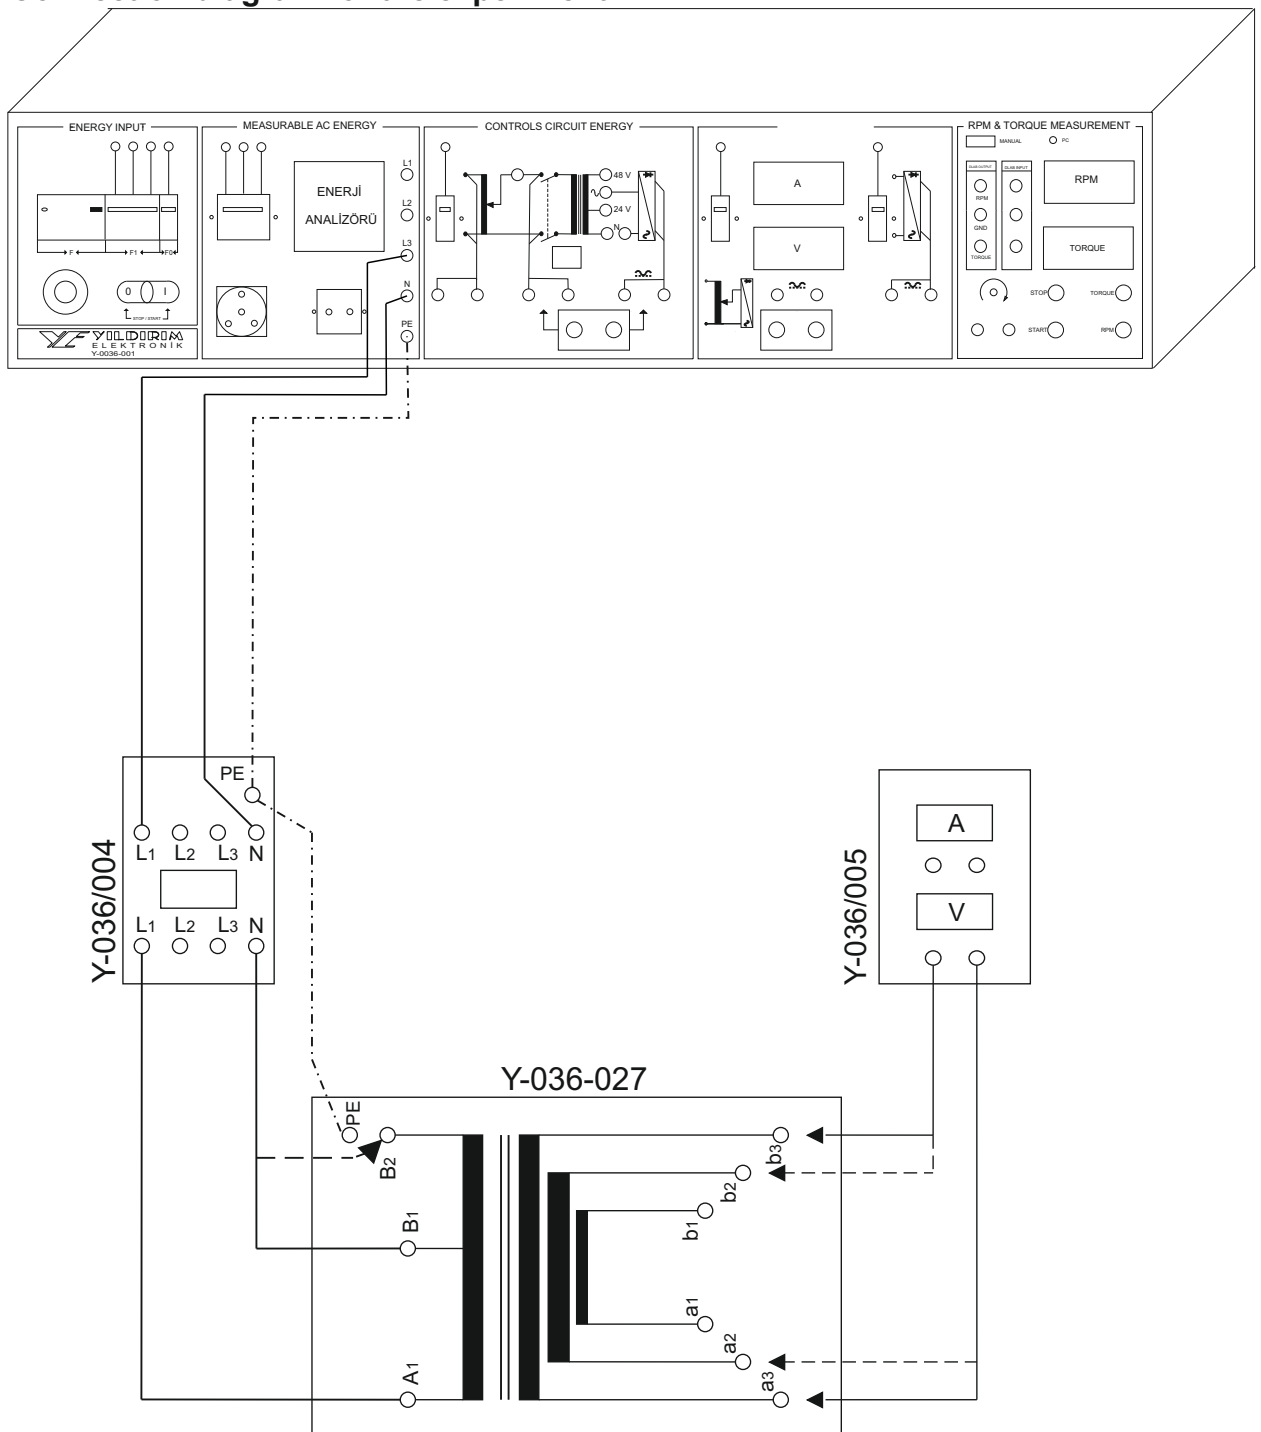 ENERGY INPUT
MEASURABLE AC ENERGY
CONTROLS CIRCUIT ENERGY
RPM & TORQUE MEASUREMENT
MANUAL
PC
L1
ENERJİ
ANALİZÖRÜ
L2
L3
N
PE
F
F1
F0
0
I
STOP / START
YILDIRIM
ELEKTRONİK
Y-0036-001
48 V
24 V
N
A
V
RPM
GND
TORQUE
RPM
TORQUE
STOP
TORQUE
START
RPM
PE
L1 L2 L3 N
L1 L2 L3 N
Y-036/004
A
V
Y-036/005
Y-036-027
PE
B2
B1
A1
b3
b2
b1
a1
a2
a3